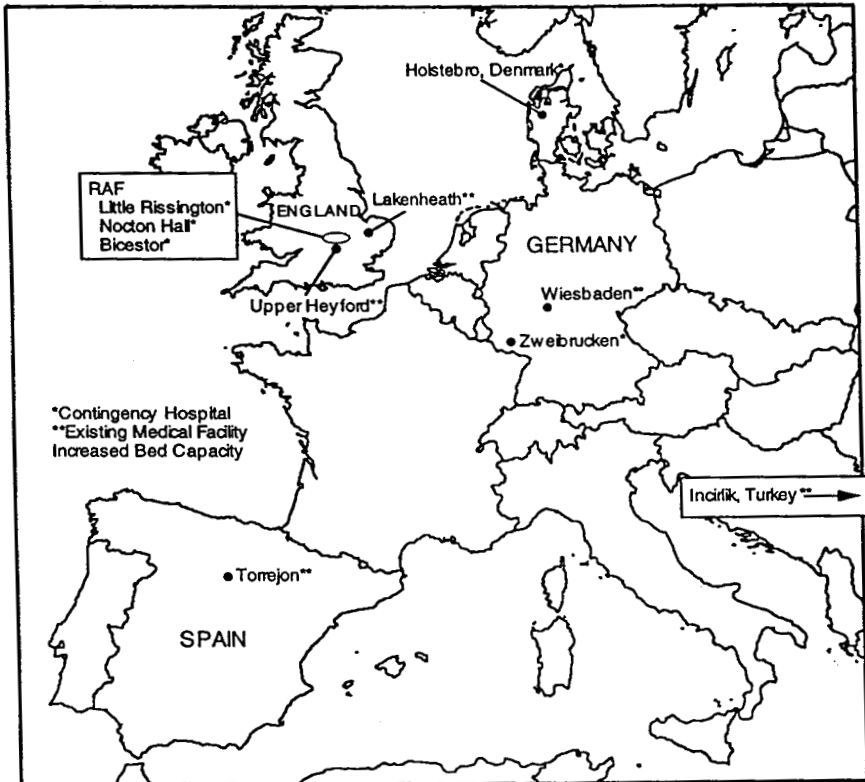 Holstebro, Denmark*
RAF
Little Rissington*
Nocton Hall*
Bicestor*
ENGLAND
Lakenheath**
GERMANY
Upper Heyford**
Wiesbaden**
Zweibrucken*
*Contingency Hospital
**Existing Medical Facility
Increased Bed Capacity
Incirlik, Turkey**
Torrejon**
SPAIN